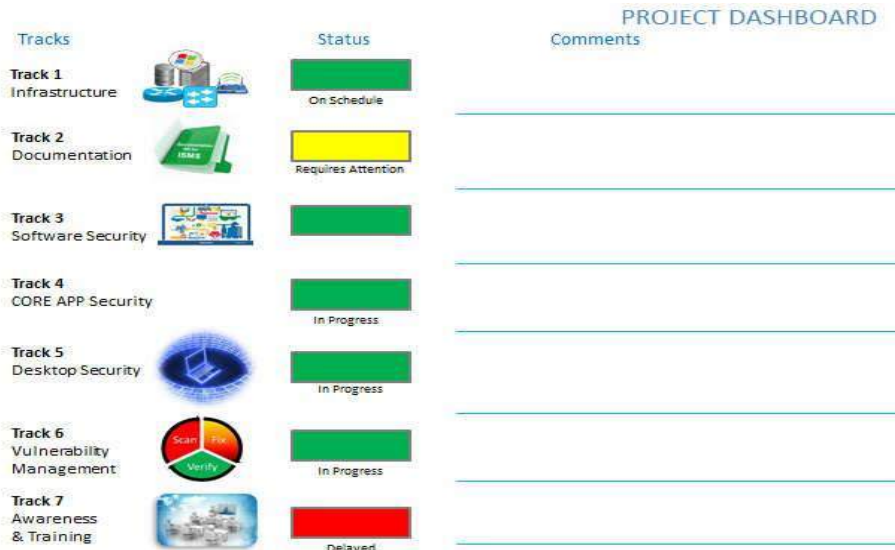 PROJECT DASHBOARD
Tracks Status Comments
Track 1
Infrastructure
On Schedule
Track 2
Documentation
ISMS
Requires Attention
Track 3
Software Security
Track 4
CORE APP Security
In Progress
Track 5
Desktop Security
In Progress
Track 6
Vulnerability
Management
Scan Fix
Verify
In Progress
Track 7
Awareness
& Training
Delayed